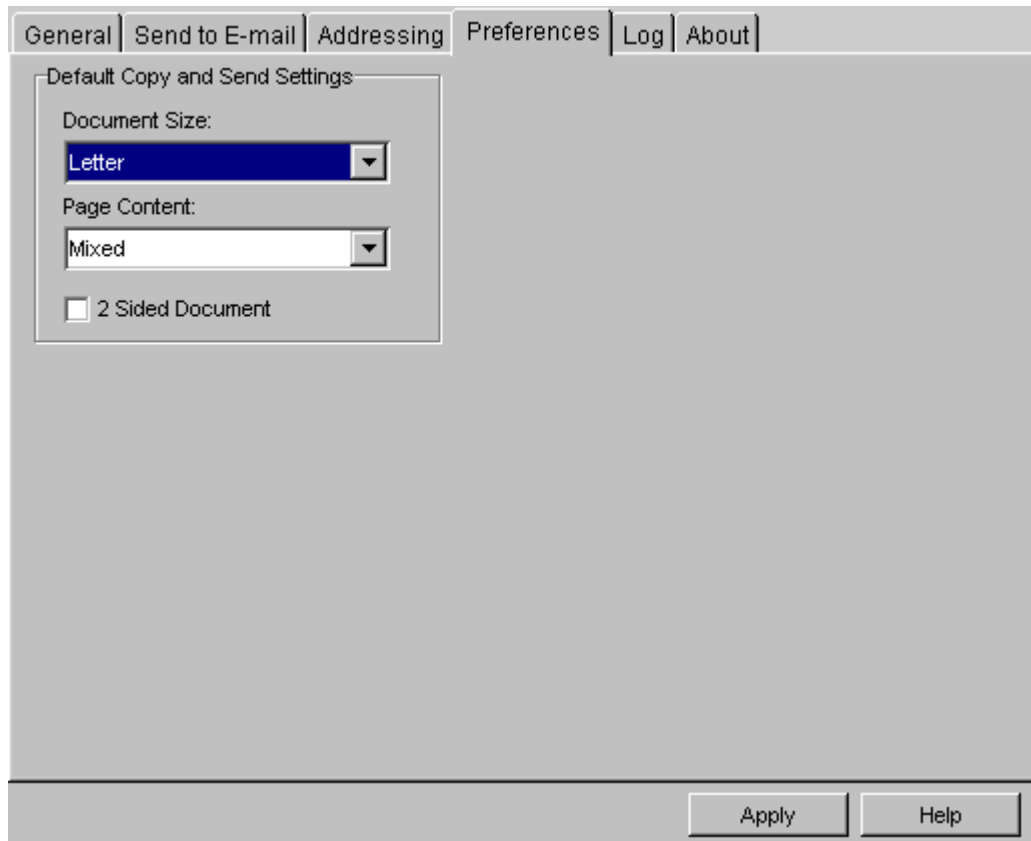 General Send to E-mail Addressing Preferences Log About
Default Copy and Send Settings
Document Size:
Letter
Page Content:
Mixed
2 Sided Document
Apply Help